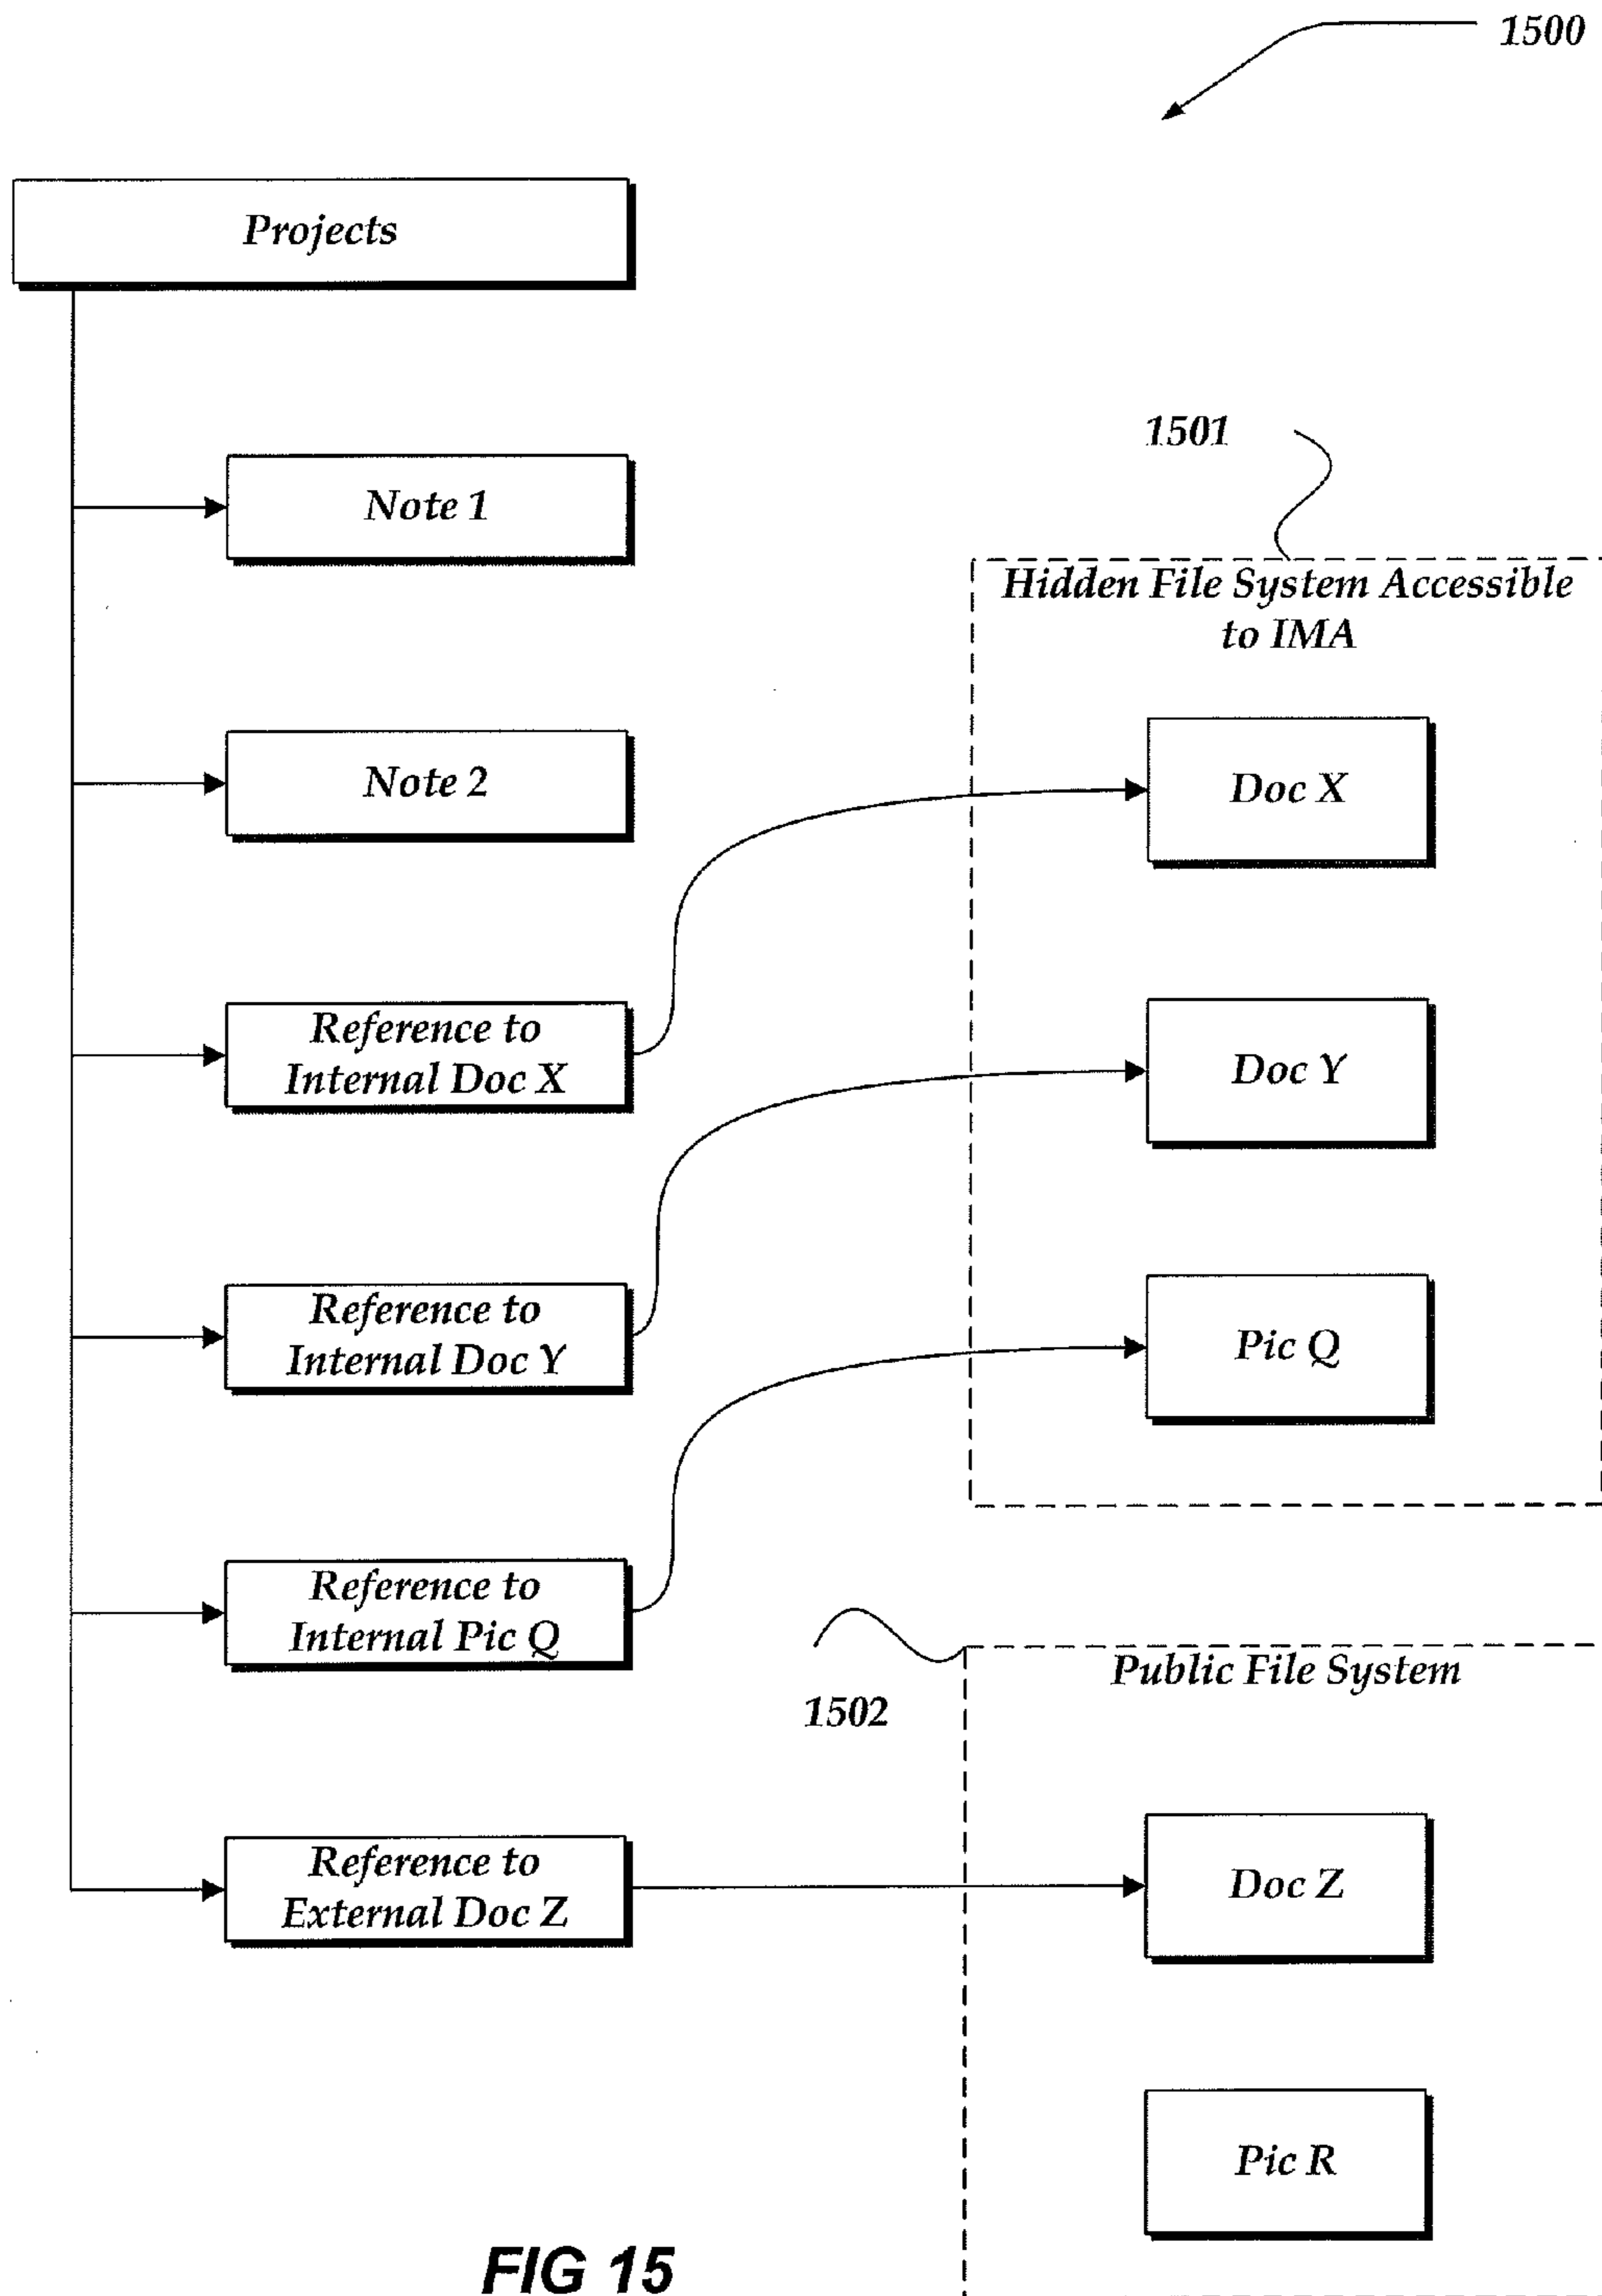 1500
Projects
Note 1
Note 2
Reference to
Internal Doc X
Reference to
Internal Doc Y
Reference to
Internal Pic Q
Reference to
External Doc Z
1501
Hidden File System Accessible
to IMA
Doc X
Doc Y
Pic Q
1502
Public File System
Doc Z
Pic R
FIG 15